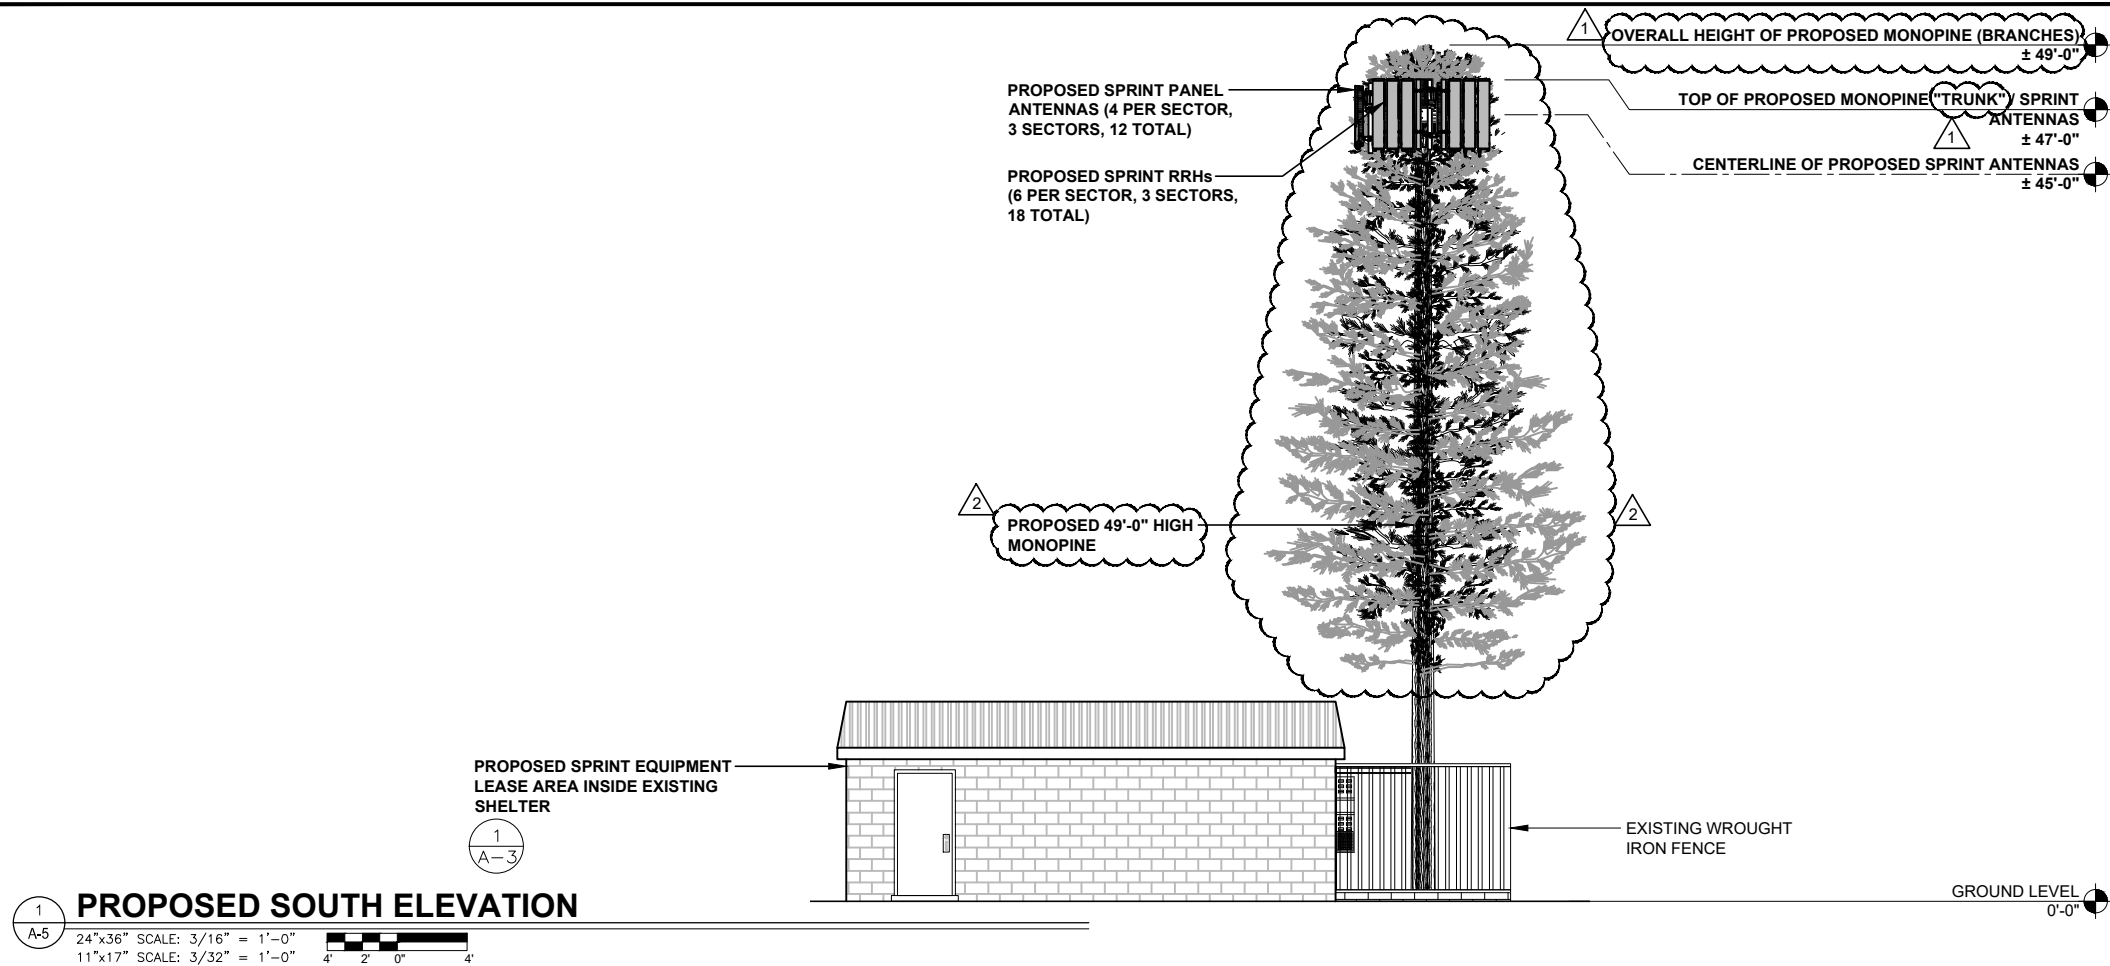 1
OVERALL HEIGHT OF PROPOSED MONOPINE (BRANCHES)
± 49'-0"
TOP OF PROPOSED MONOPINE "TRUNK" / SPRINT
ANTENNAS
± 47'-0"
1
CENTERLINE OF PROPOSED SPRINT ANTENNAS
± 45'-0"
PROPOSED SPRINT PANEL
ANTENNAS (4 PER SECTOR,
3 SECTORS, 12 TOTAL)
PROPOSED SPRINT RRHs
(6 PER SECTOR, 3 SECTORS,
18 TOTAL)
2
PROPOSED 49'-0" HIGH
MONOPINE
2
PROPOSED SPRINT EQUIPMENT
LEASE AREA INSIDE EXISTING
SHELTER
1
A-3
EXISTING WROUGHT
IRON FENCE
GROUND LEVEL
0'-0"
1
A-5
PROPOSED SOUTH ELEVATION
24"x36" SCALE: 3/16" = 1'-0"
11"x17" SCALE: 3/32" = 1'-0"
4' 2' 0" 4'